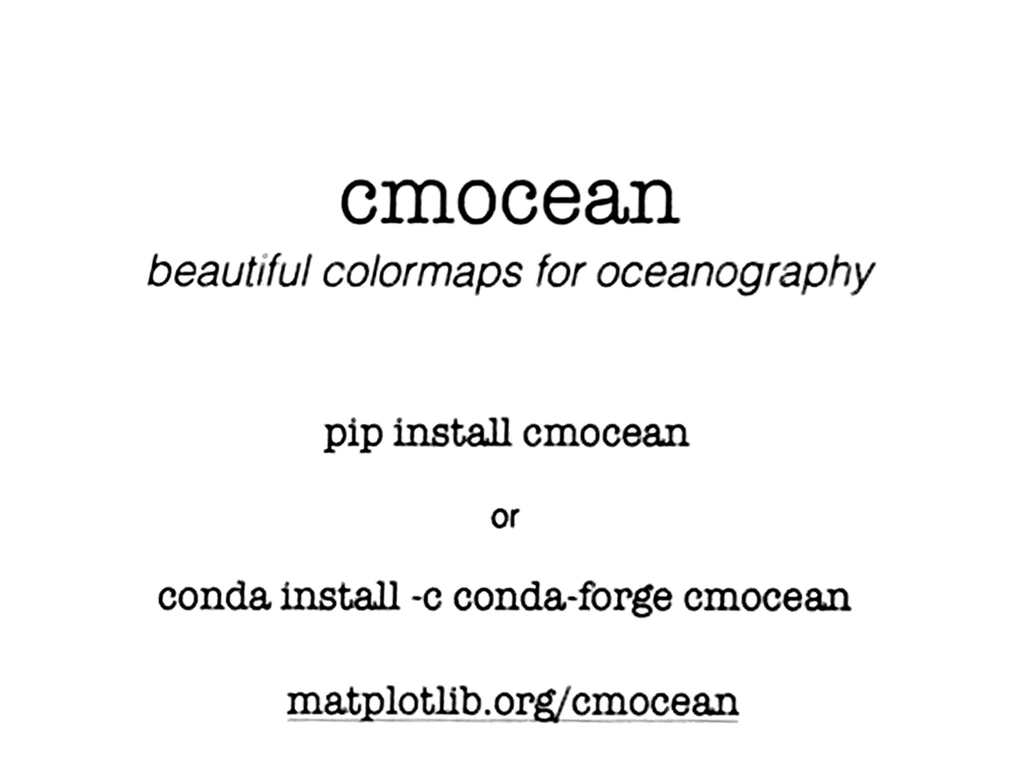 cmocean
beautiful colormaps for oceanography
pip install cmocean
or
conda install -c conda-forge cmocean
matplotlib.org/cmocean